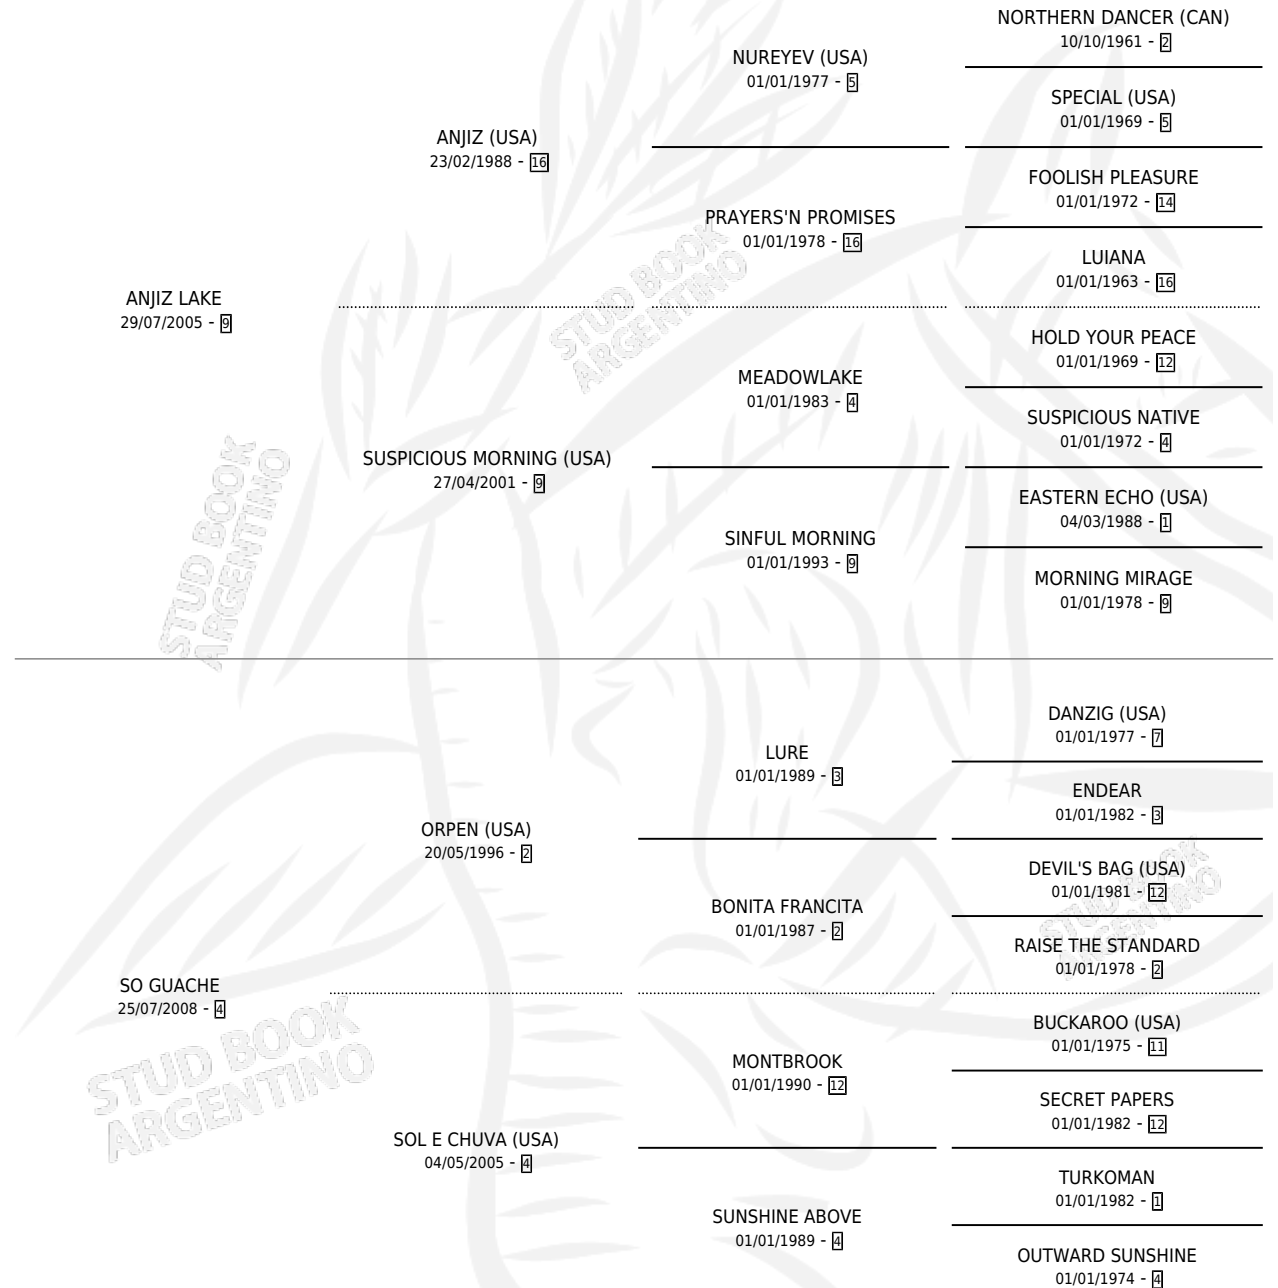 NORTHERN DANCER (CAN)
10/10/1961 - 2
NUREYEV (USA)
01/01/1977 - 5
SPECIAL (USA)
01/01/1969 - 5
ANJIZ (USA)
23/02/1988 - 16
FOOLISH PLEASURE
01/01/1972 - 14
PRAYERS'N PROMISES
01/01/1978 - 16
LUIANA
01/01/1963 - 16
ANJIZ LAKE
29/07/2005 - 9
HOLD YOUR PEACE
01/01/1969 - 12
MEADOWLAKE
01/01/1983 - 4
SUSPICIOUS NATIVE
01/01/1972 - 4
SUSPICIOUS MORNING (USA)
27/04/2001 - 9
EASTERN ECHO (USA)
04/03/1988 - 1
SINFUL MORNING
01/01/1993 - 9
MORNING MIRAGE
01/01/1978 - 9
STUD BOOK
ARGENTINO
STUD BOOK
ARGENTINO
DANZIG (USA)
01/01/1977 - 7
LURE
01/01/1989 - 3
ENDEAR
01/01/1982 - 3
ORPEN (USA)
20/05/1996 - 2
DEVIL'S BAG (USA)
01/01/1981 - 12
BONITA FRANCITA
01/01/1987 - 2
RAISE THE STANDARD
01/01/1978 - 2
SO GUACHE
25/07/2008 - 4
BUCKAROO (USA)
01/01/1975 - 11
MONTBROOK
01/01/1990 - 12
SECRET PAPERS
01/01/1982 - 12
SOL E CHUVA (USA)
04/05/2005 - 4
TURKOMAN
01/01/1982 - 1
SUNSHINE ABOVE
01/01/1989 - 4
OUTWARD SUNSHINE
01/01/1974 - 4
STUD BOOK
ARGENTINO
STUD BOOK
ARGENTINO